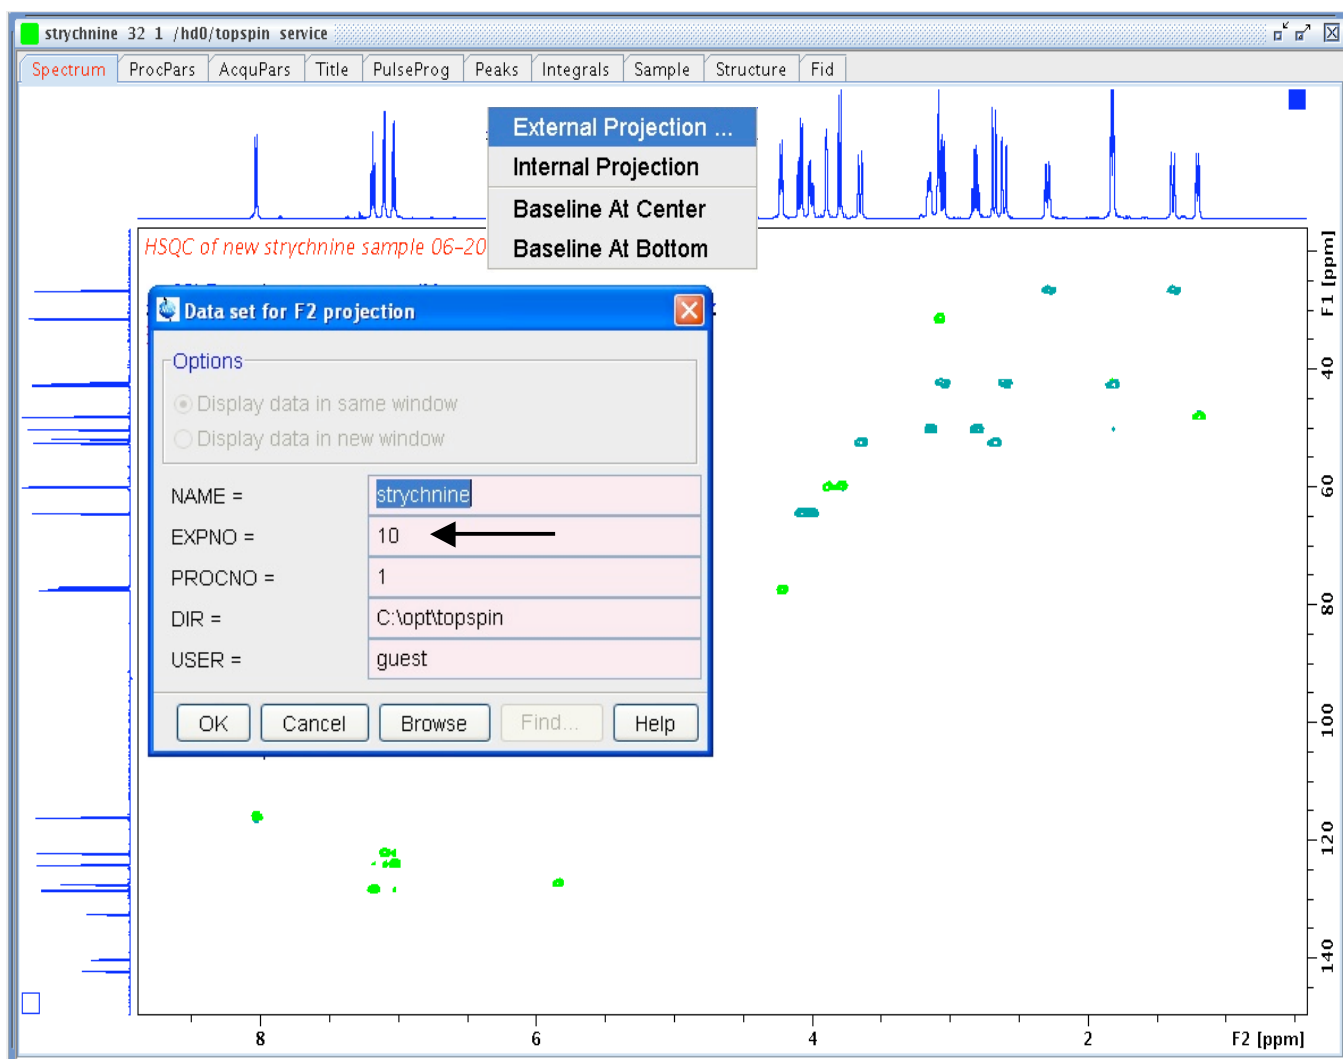 strychnine 32 1 /hd0/topspin service
Spectrum ProcPars AcquPars Title PulseProg Peaks Integrals Sample Structure Fid
External Projection ...
Internal Projection
Baseline At Center
Baseline At Bottom
HSQC of new strychnine sample 06-20
Data set for F2 projection
Options
Display data in same window
Display data in new window
NAME = strychnine
EXPNO = 10
PROCNO = 1
DIR = C:\opt\topspin
USER = guest
OK Cancel Browse Find... Help
F1 [ppm]
40
60
80
100
120
140
8 6 4 2 F2 [ppm]